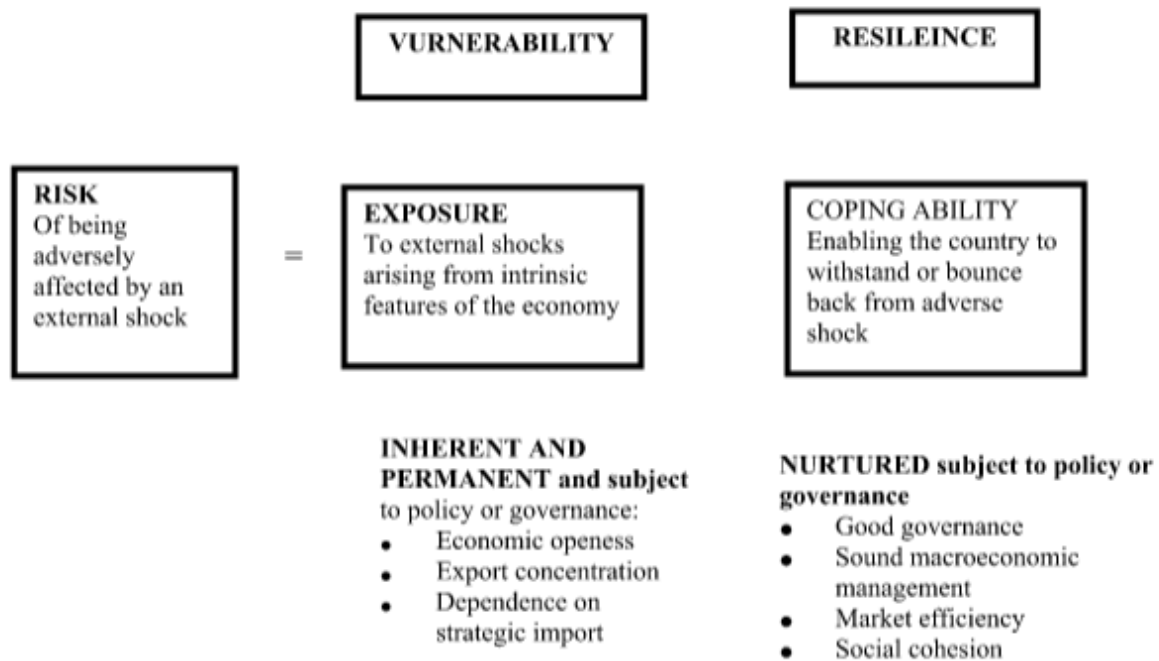 VURNERABILITY
RESILEINCE
RISK
Of being
adversely
affected by an
external shock
=
EXPOSURE
To external shocks
arising from intrinsic
features of the economy
COPING ABILITY
Enabling the country to
withstand or bounce
back from adverse
shock
INHERENT AND
PERMANENT and subject
to policy or governance:
● Economic openess
● Export concentration
● Dependence on
strategic import
NURTURED subject to policy or
governance
● Good governance
● Sound macroeconomic
management
● Market efficiency
● Social cohesion